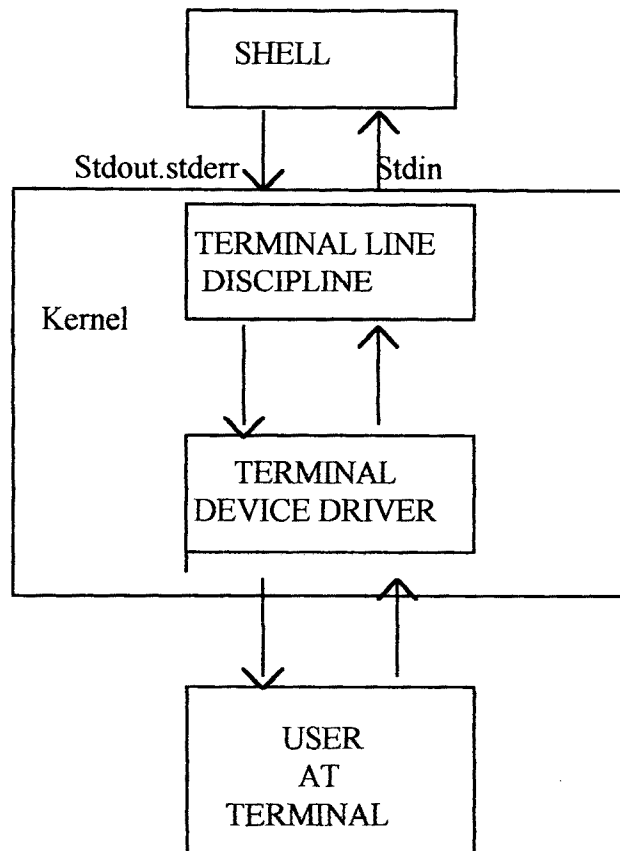 SHELL
Stdout.stderr
Stdin
TERMINAL LINE
DISCIPLINE
Kernel
TERMINAL
DEVICE DRIVER
USER
AT
TERMINAL